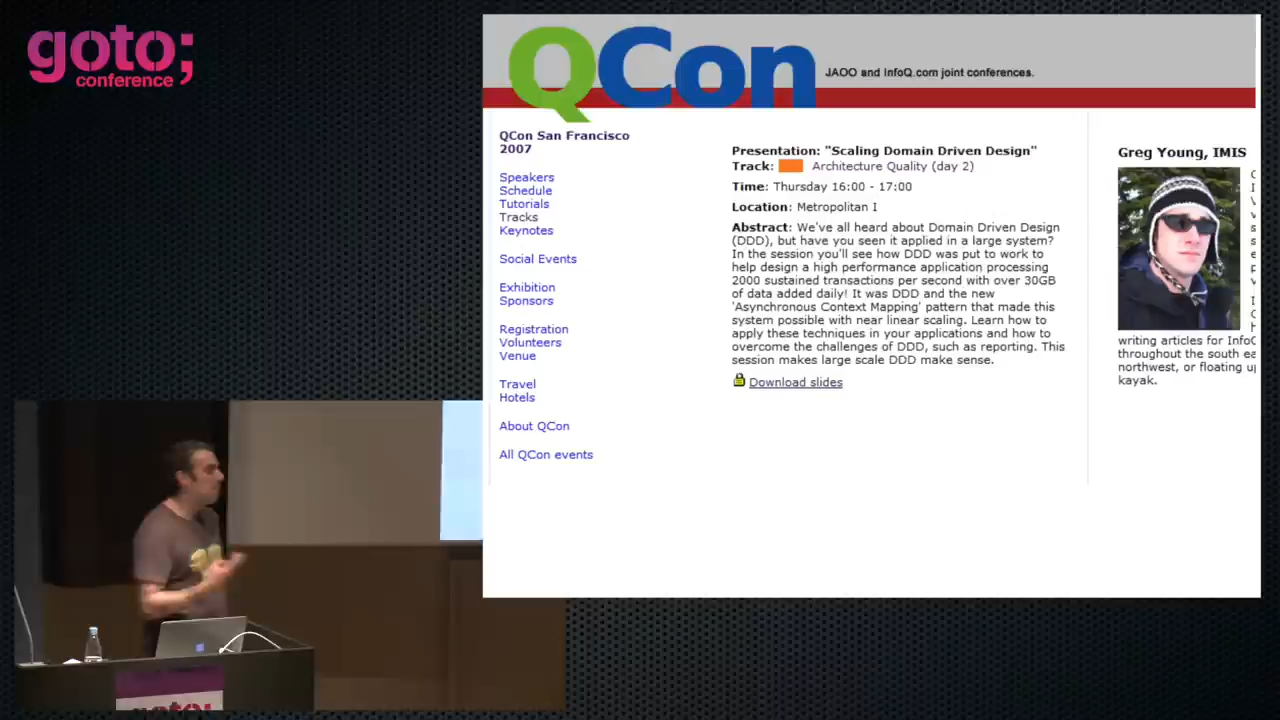 goto;
conference
QCon
JAOO and InfoQ.com joint conferences.
QCon San Francisco
2007
Speakers
Schedule
Tutorials
Tracks
Keynotes
Social Events
Exhibition
Sponsors
Registration
Volunteers
Venue
Travel
Hotels
About QCon
All QCon events
Presentation: "Scaling Domain Driven Design"
Track: Architecture Quality (day 2)
Time: Thursday 16:00 - 17:00
Location: Metropolitan I
Abstract: We've all heard about Domain Driven Design
(DDD), but have you seen it applied in a large system?
In the session you'll see how DDD was put to work to
help design a high performance application processing
2000 sustained transactions per second with over 30GB
of data added daily! It was DDD and the new
'Asynchronous Context Mapping' pattern that made this
system possible with near linear scaling. Learn how to
apply these techniques in your applications and how to
overcome the challenges of DDD, such as reporting. This
session makes large scale DDD make sense.
Download slides
Greg Young, IMIS
writing articles for Info
throughout the south ea
northwest, or floating
kayak.
goto;